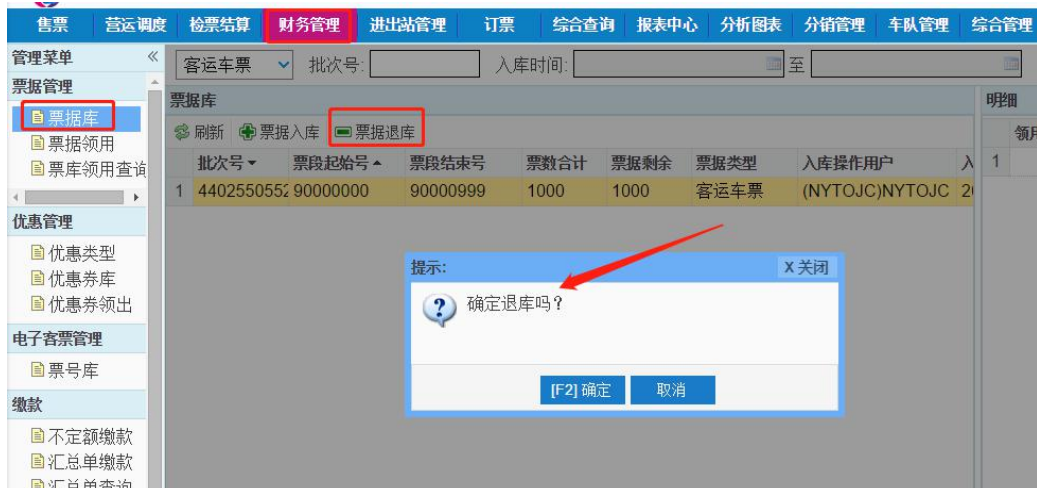 售票 营运调度 检票结算 财务管理 进出站管理 订票 综合查询 报表中心 分析图表 分销管理 车队管理 综合管理
管理菜单 «
客运车票 批次号: 入库时间: 至
票据管理
票据库
票据领用
票库领用查询
优惠管理
优惠类型
优惠券库
优惠券领出
电子客票管理
票号库
缴款
不定额缴款
汇总单缴款
汇总单查询
票据库
刷新 票据入库 票据退库
批次号 票段起始号 票段结束号 票数合计 票据剩余 票据类型 入库操作用户 入
1 4402550552 90000000 90000999 1000 1000 客运车票 (NYTOJC)NYTOJC 20
明细
领用
1
提示: X 关闭
确定退库吗?
[F2] 确定 取消